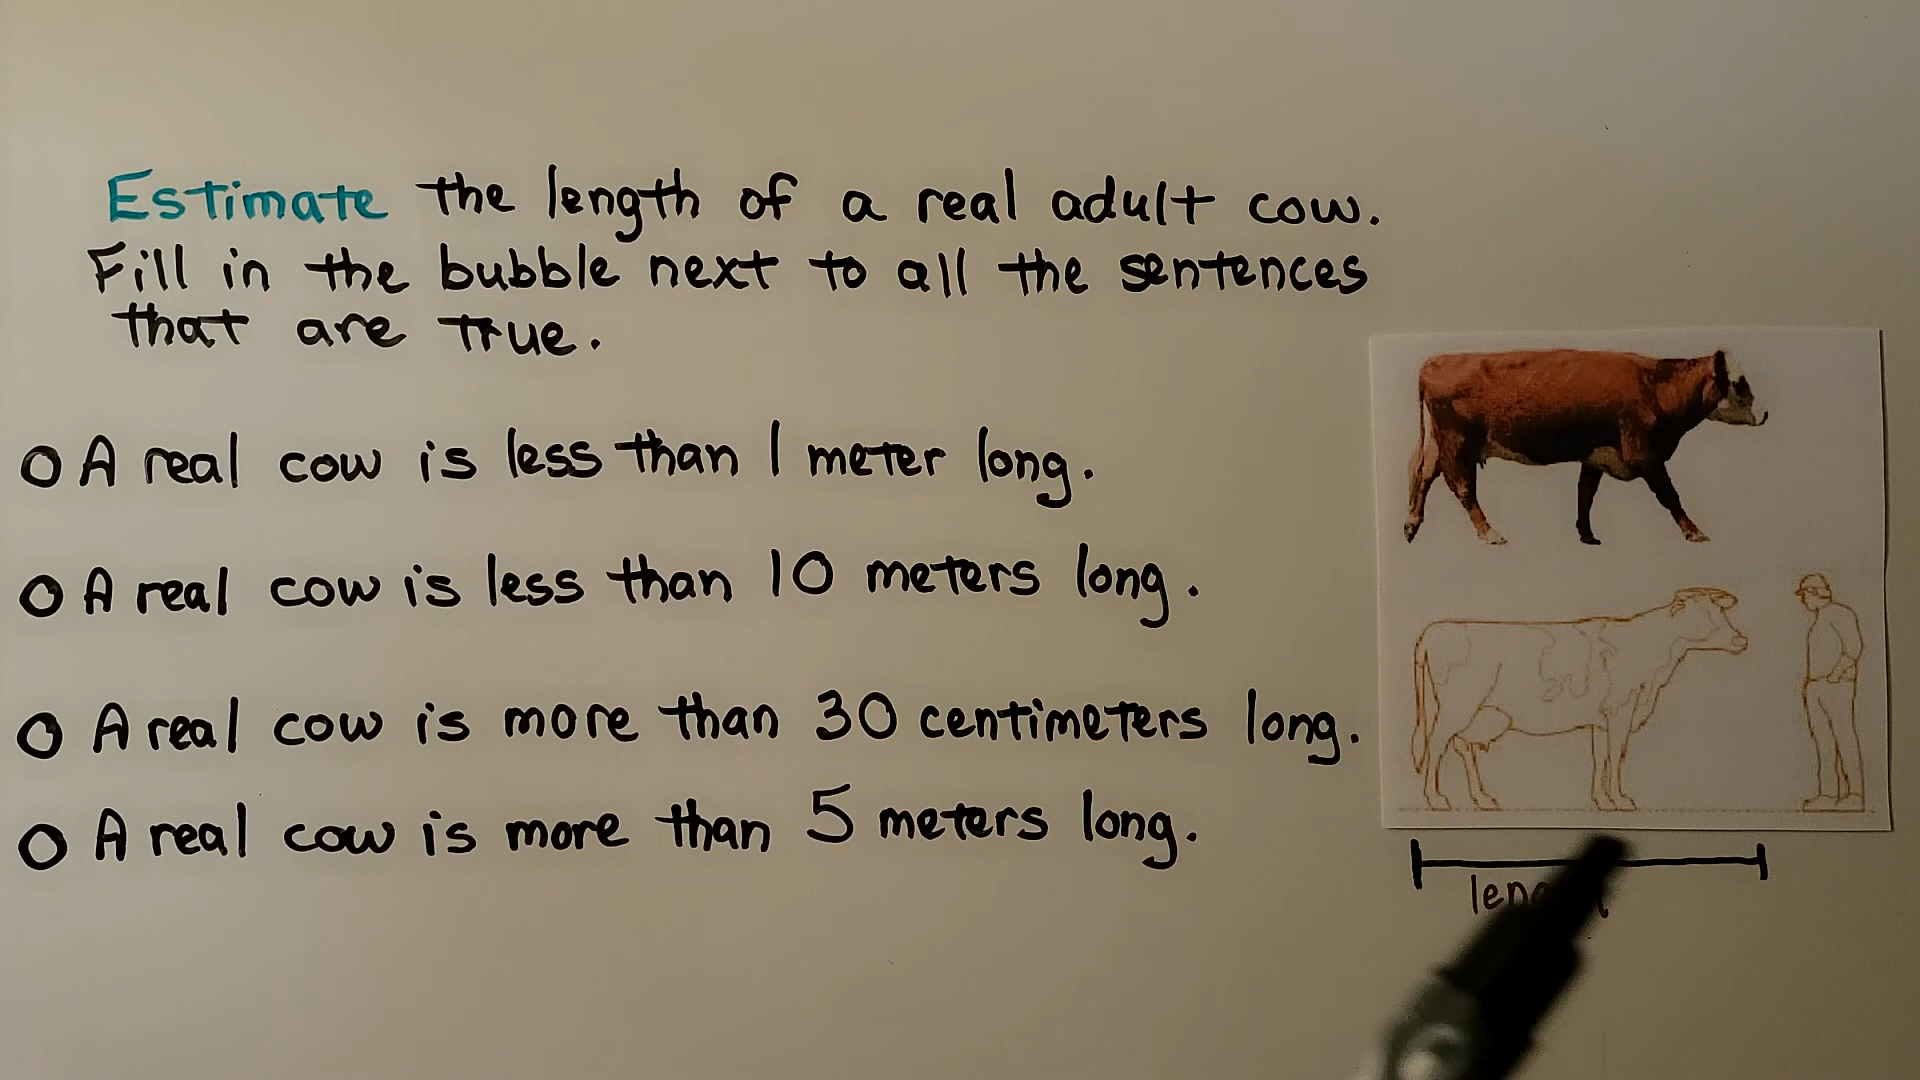 Estimate the length of a real adult cow.
Fill in the bubble next to all the sentences
that are true.
O A real cow is less than 1 meter long.
O A real cow is less than 10 meters long.
O A real cow is more than 30 centimeters long.
O A real cow is more than 5 meters long.